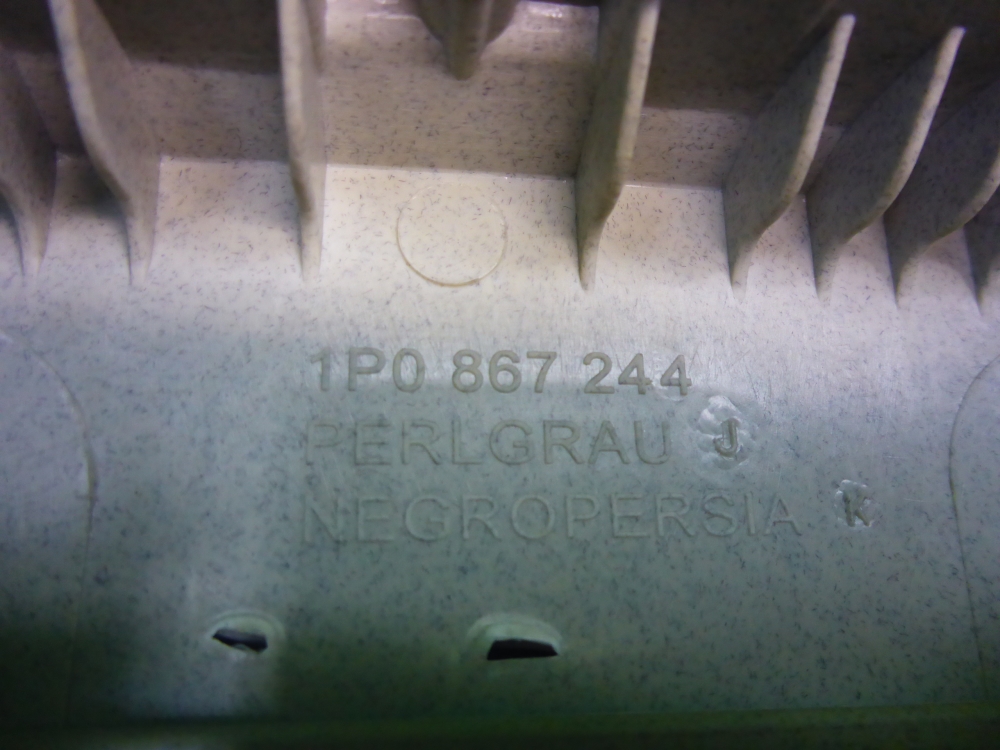 1P0 867 244
PERLGRAU J
NEGROPERSIA K